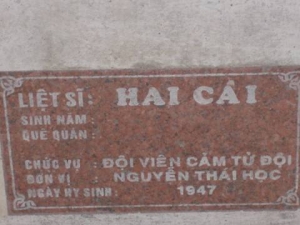 LIỆT SĨ: HAI CẢI
SINH NĂM:
QUÊ QUÁN:
CHỨC VỤ : ĐỘI VIÊN CẢM TỬ ĐỘI
ĐƠN VỊ : NGUYỄN THÁI HỌC
NGÀY HY SINH: 1947